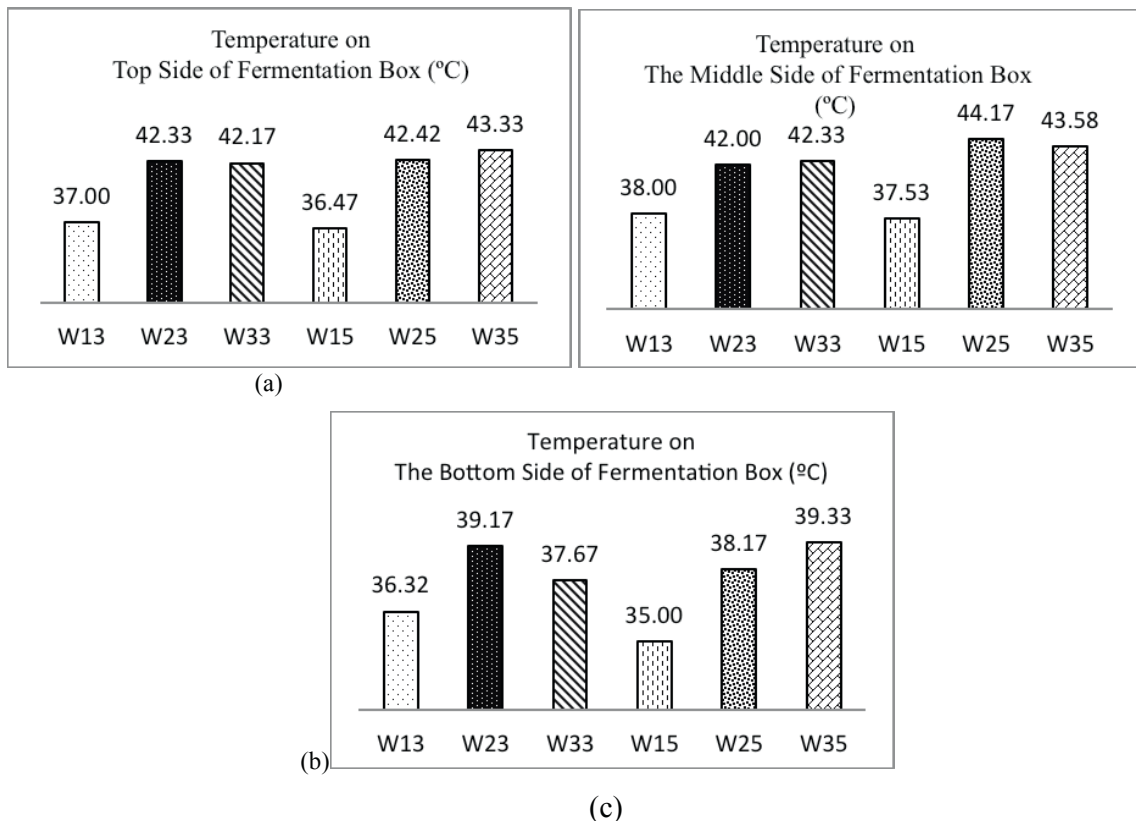 Temperature on
Top Side of Fermentation Box (ºC)
37.00 42.33 42.17 36.47 42.42 43.33
W13 W23 W33 W15 W25 W35
(a)
Temperature on
The Middle Side of Fermentation Box
(ºC)
38.00 42.00 42.33 37.53 44.17 43.58
W13 W23 W33 W15 W25 W35
Temperature on
The Bottom Side of Fermentation Box (ºC)
36.32 39.17 37.67 35.00 38.17 39.33
W13 W23 W33 W15 W25 W35
(b)
(c)